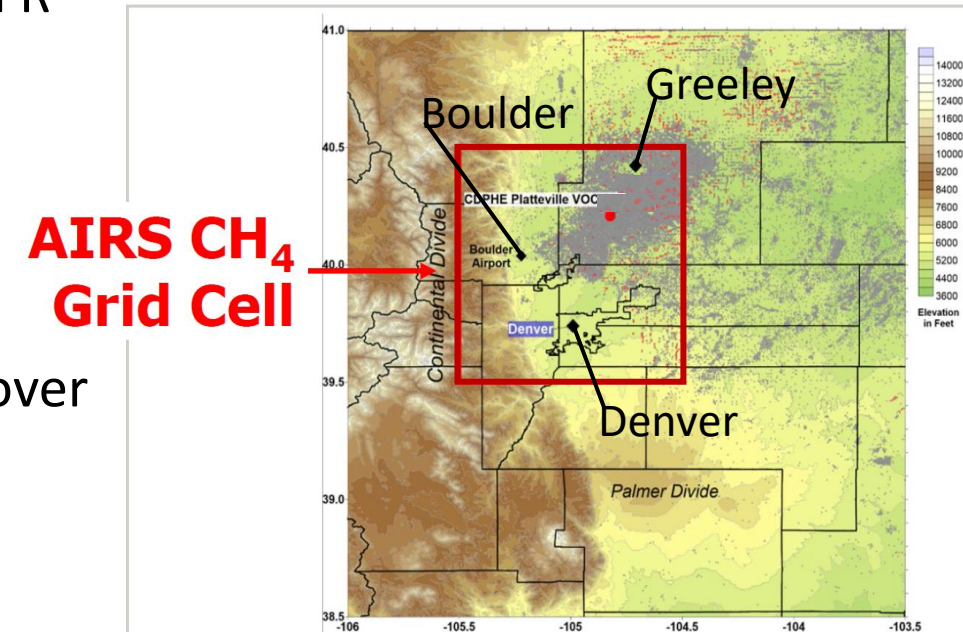 over
AIRS CH₄
Grid Cell
41.0
40.5
40.0
39.5
39.0
38.5
-106
-105.5
-105
-104.5
-104
-103.5
Boulder
Greeley
CDPHE Platteville VOC
Boulder
Airport
Continental Divide
Denver
Denver
Palmer Divide
14000
13200
12400
11600
10800
10000
9200
8400
7600
6800
6000
5200
4400
3600
Elevation
in Feet